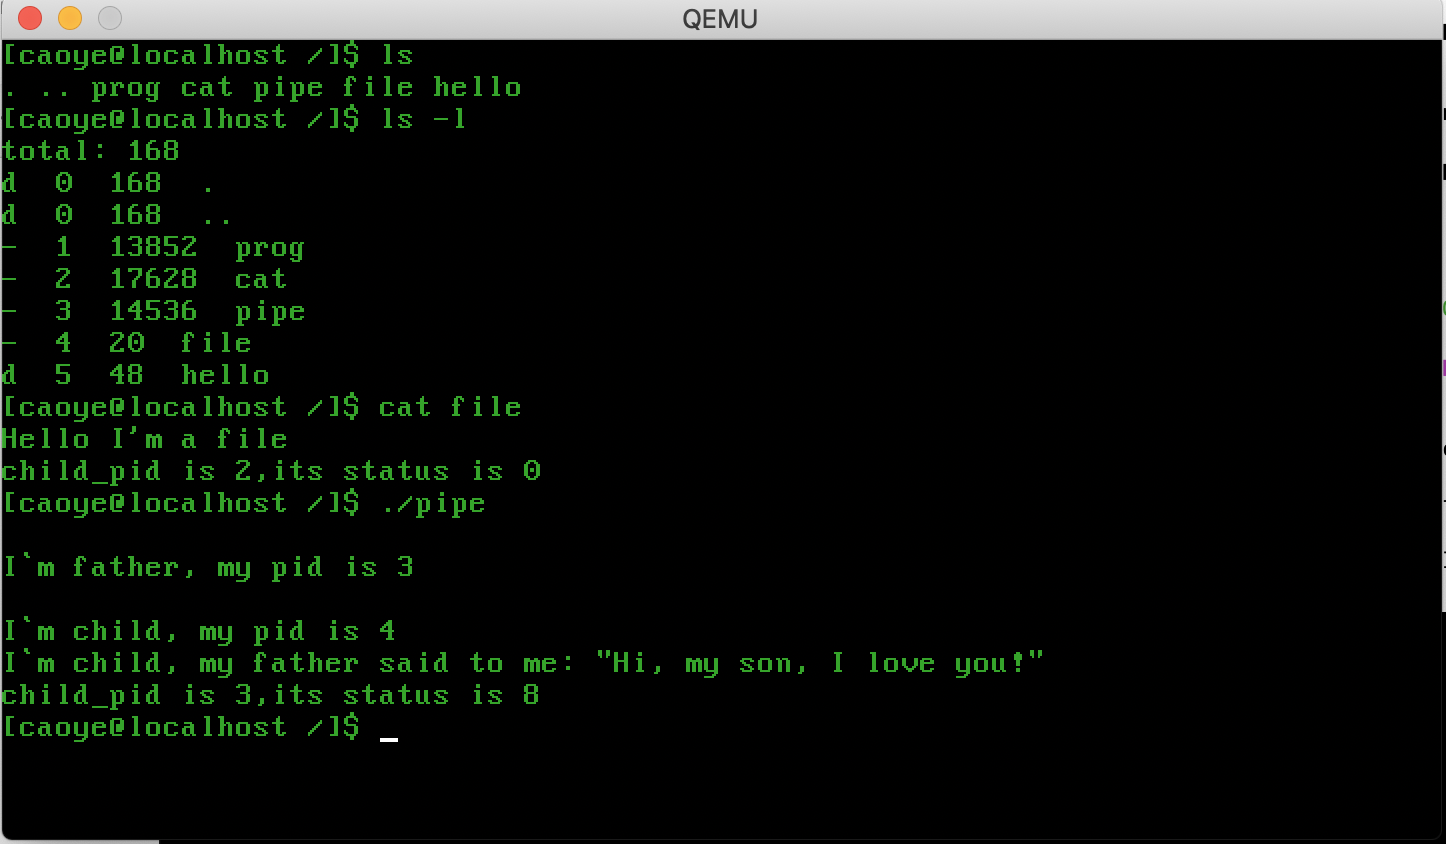 QEMU
[caoye@localhost /]$ ls
. .. prog cat pipe file hello
[caoye@localhost /]$ ls -l
total: 168
d  0  168  .
d  0  168  ..
-  1  13852  prog
-  2  17628  cat
-  3  14536  pipe
-  4  20  file
d  5  48  hello
[caoye@localhost /]$ cat file
Hello I'm a file
child_pid is 2,its status is 0
[caoye@localhost /]$ ./pipe
I`m father, my pid is 3
I`m child, my pid is 4
I`m child, my father said to me: "Hi, my son, I love you!"
child_pid is 3,its status is 8
[caoye@localhost /]$ _